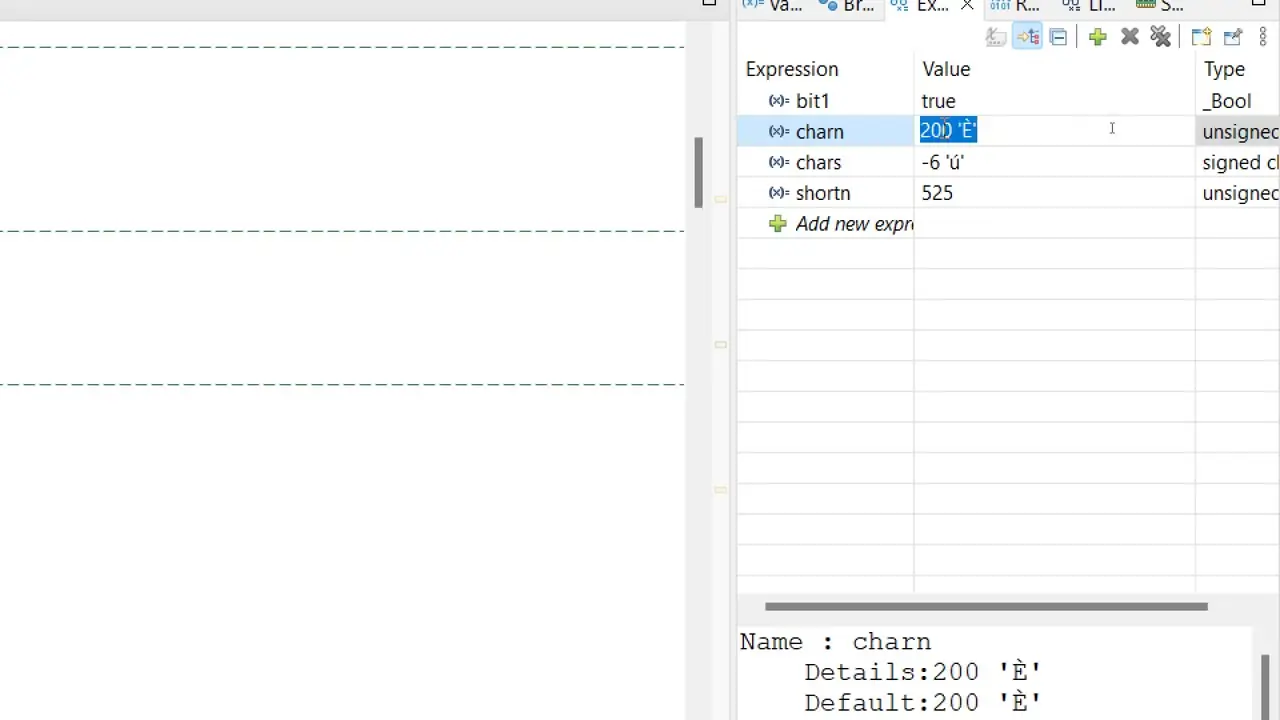 Va... Br... Ex... R... Li... S...
Expression Value Type
bit1 true _Bool
charn 200 'È' unsigned
chars -6 'ú' signed cl
shortn 525 unsigned
Add new expr
Name : charn
Details:200 'È'
Default:200 'È'